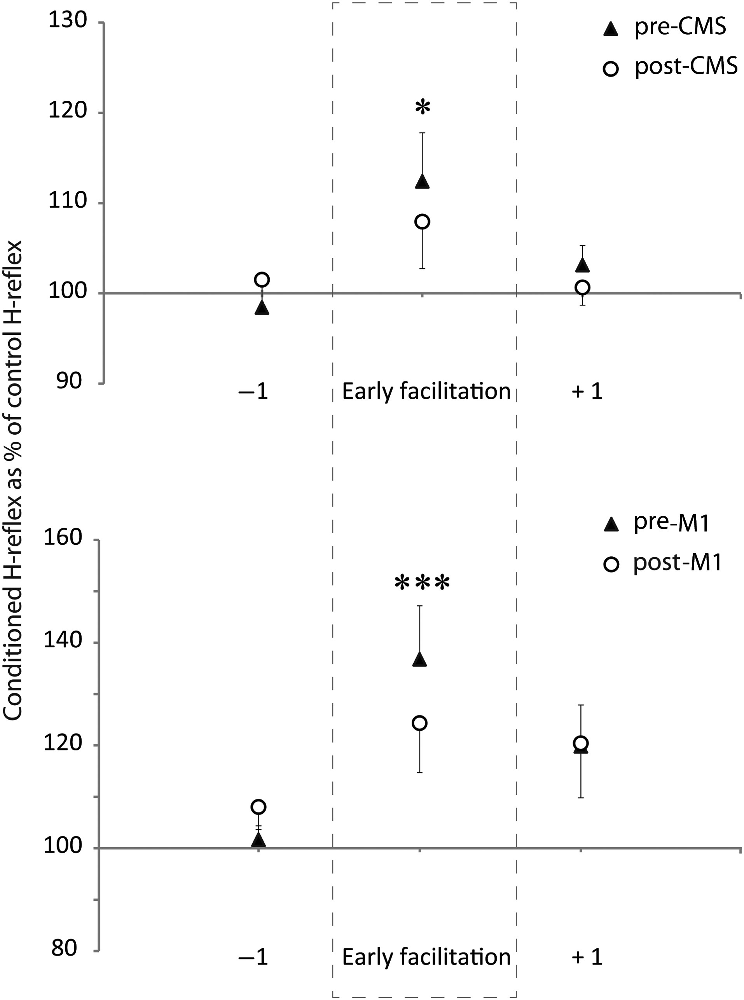 130
pre-CMS
post-CMS
120
*
110
100
90
—1
Early facilitation
+ 1
Conditioned H-reflex as % of control H-reflex
160
pre-M1
post-M1
***
140
120
100
80
—1
Early facilitation
+ 1